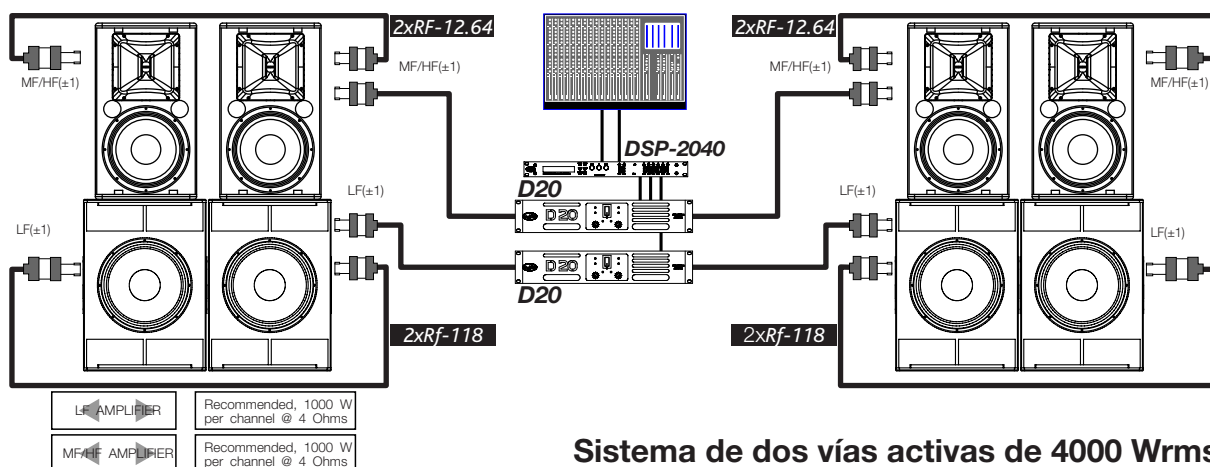 2xRF-12.64
2xRF-12.64
MF/HF(±1)
MF/HF(±1)
MF/HF(±1)
MF/HF(±1)
DSP-2040
D20
D20
LF(±1)
LF(±1)
LF(±1)
LF(±1)
D20
D20
2xRf-118
2xRf-118
LF AMPLIFIER
Recommended, 1000 W
per channel @ 4 Ohms
MF/HF AMPLIFIER
Recommended, 1000 W
per channel @ 4 Ohms
Sistema de dos vías activas de 4000 Wrms